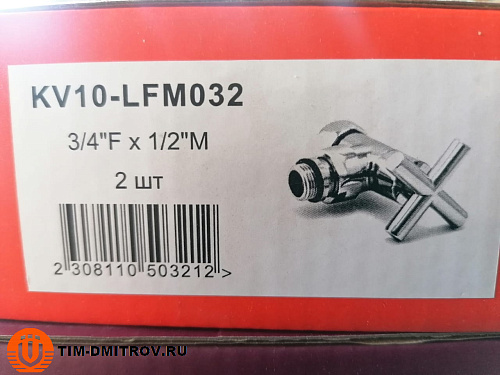 KV10-LFM032
3/4"F x 1/2"M
2 шт
2 308110 503212 >
TIM-DMITROV.RU